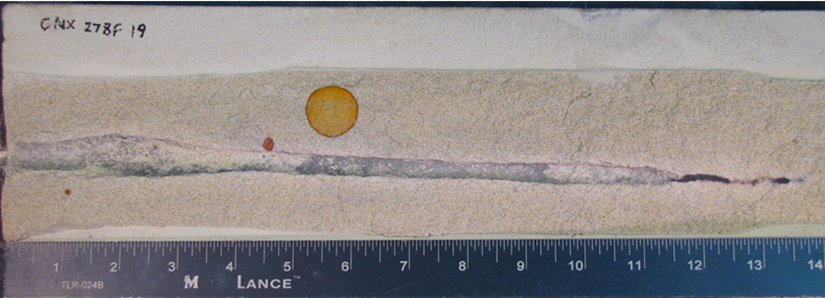 CNX 278F 19
1 2 3 4 5 6 7 8 9 10 11 12 13 14
TLR-024B M LANCE™